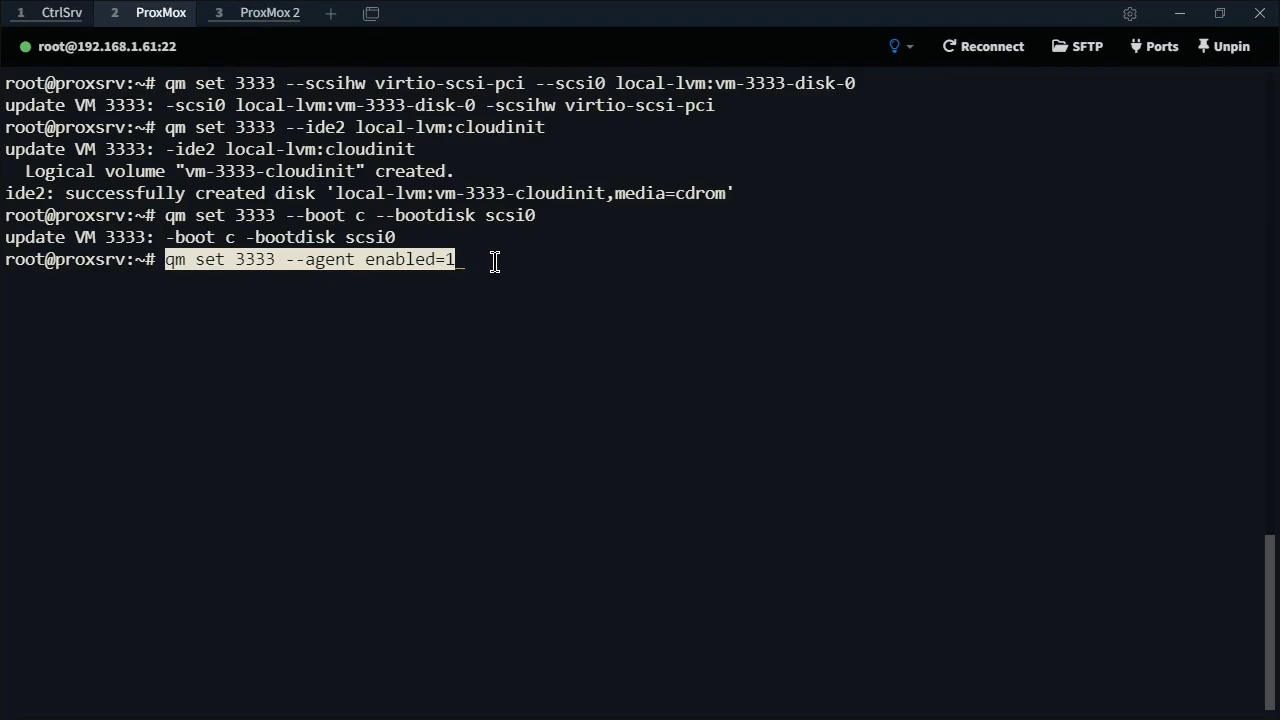 1 CtrlSrv 2 ProxMox 3 ProxMox 2
root@192.168.1.61:22 Reconnect SFTP Ports Unpin
root@proxsrv:~# qm set 3333 --scsihw virtio-scsi-pci --scsi0 local-lvm:vm-3333-disk-0
update VM 3333: -scsi0 local-lvm:vm-3333-disk-0 -scsihw virtio-scsi-pci
root@proxsrv:~# qm set 3333 --ide2 local-lvm:cloudinit
update VM 3333: -ide2 local-lvm:cloudinit
  Logical volume "vm-3333-cloudinit" created.
ide2: successfully created disk 'local-lvm:vm-3333-cloudinit,media=cdrom'
root@proxsrv:~# qm set 3333 --boot c --bootdisk scsi0
update VM 3333: -boot c -bootdisk scsi0
root@proxsrv:~# qm set 3333 --agent enabled=1_